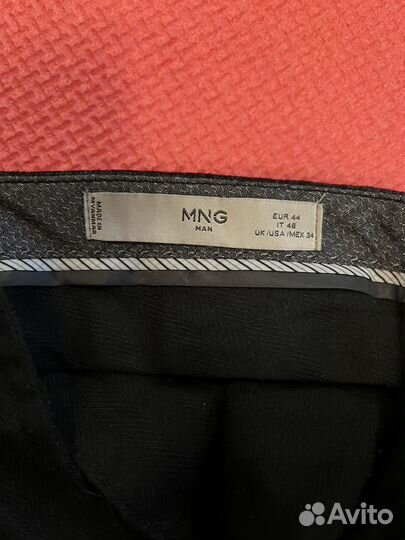 MADE IN
MYANMAR
MNG
MAN
EUR 44
IT 48
UK/USA/MEX 34
Avito